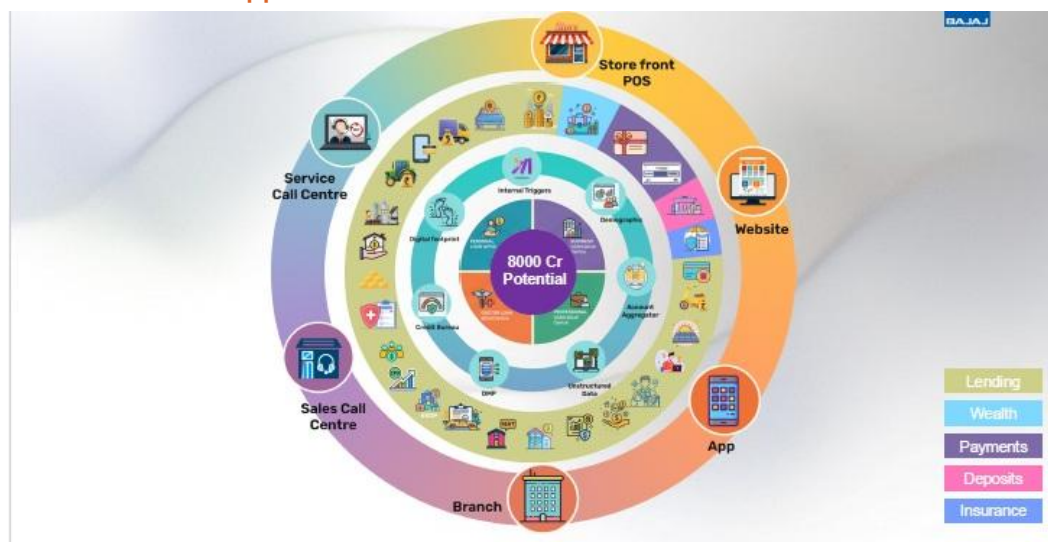 BAJAJ
Store front
POS
Service
Call Centre
Website
Internal Triggers
Demographic
Digital footprint
8000 Cr
Potential
Account
Aggregator
Credit Bureau
Unstructured
Data
DMP
Sales Call
Centre
App
Branch
RENT
Lending
Wealth
Payments
Deposits
Insurance